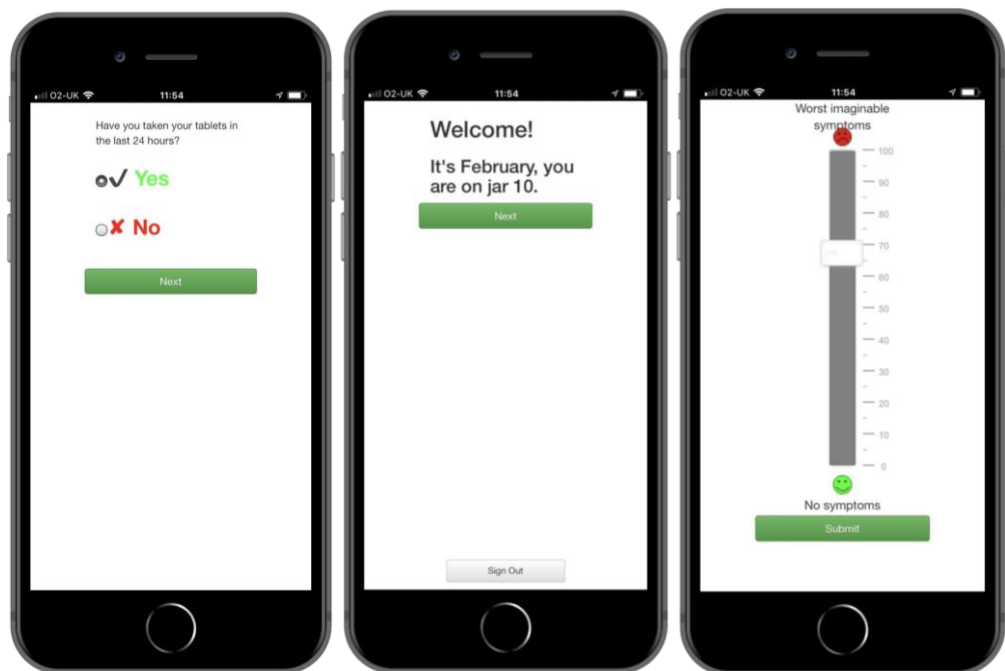 O2-UK 11:54
Have you taken your tablets in
the last 24 hours?
✓ Yes
✘ No
Next
O2-UK 11:54
Welcome!
It's February, you
are on jar 10.
Next
Sign Out
O2-UK 11:54
Worst imaginable
symptoms
100
90
80
70
60
50
40
30
20
10
0
No symptoms
Submit